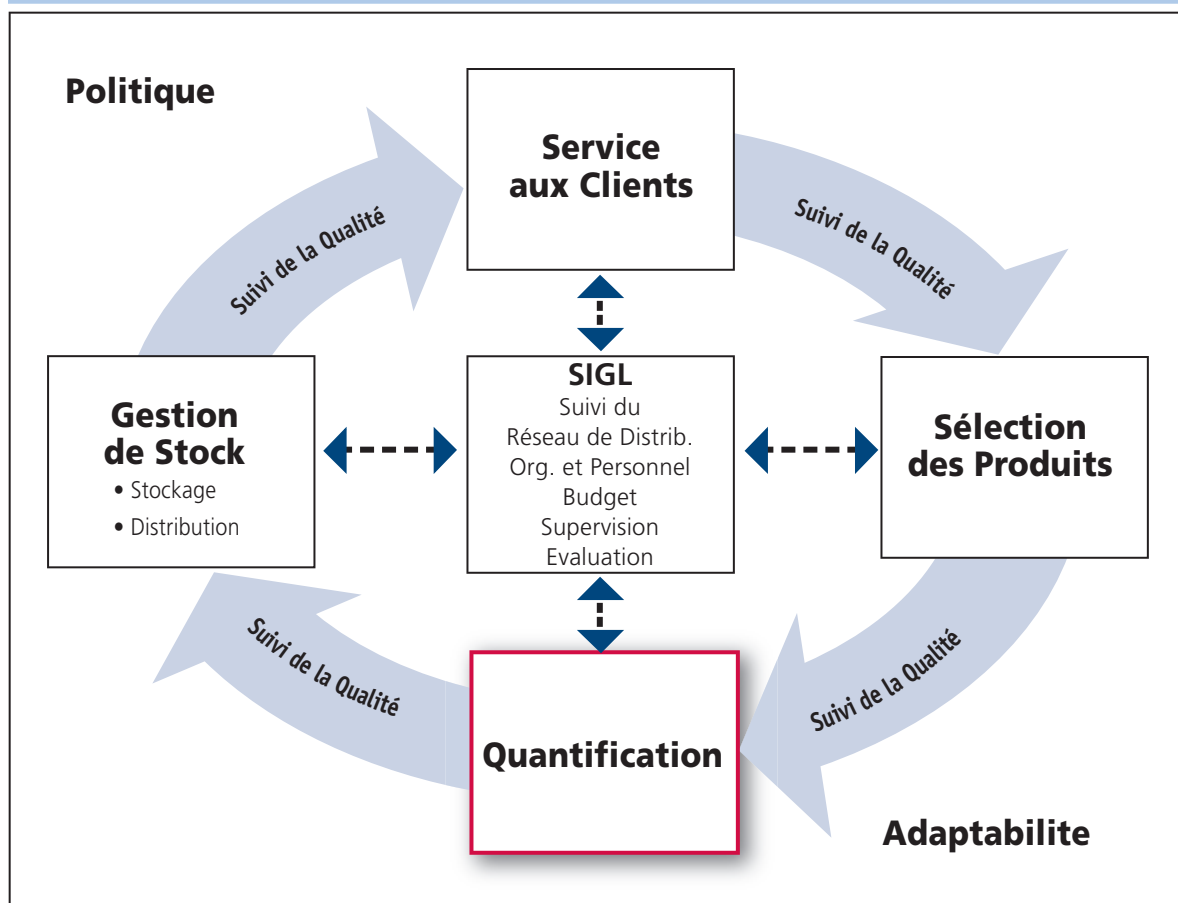 Politique
Service
aux Clients
Suivi de la Qualité
Suivi de la Qualité
Gestion
de Stock
• Stockage
• Distribution
SIGL
Suivi du
Réseau de Distrib.
Org. et Personnel
Budget
Supervision
Evaluation
Sélection
des Produits
Suivi de la Qualité
Suivi de la Qualité
Quantification
Adaptabilite